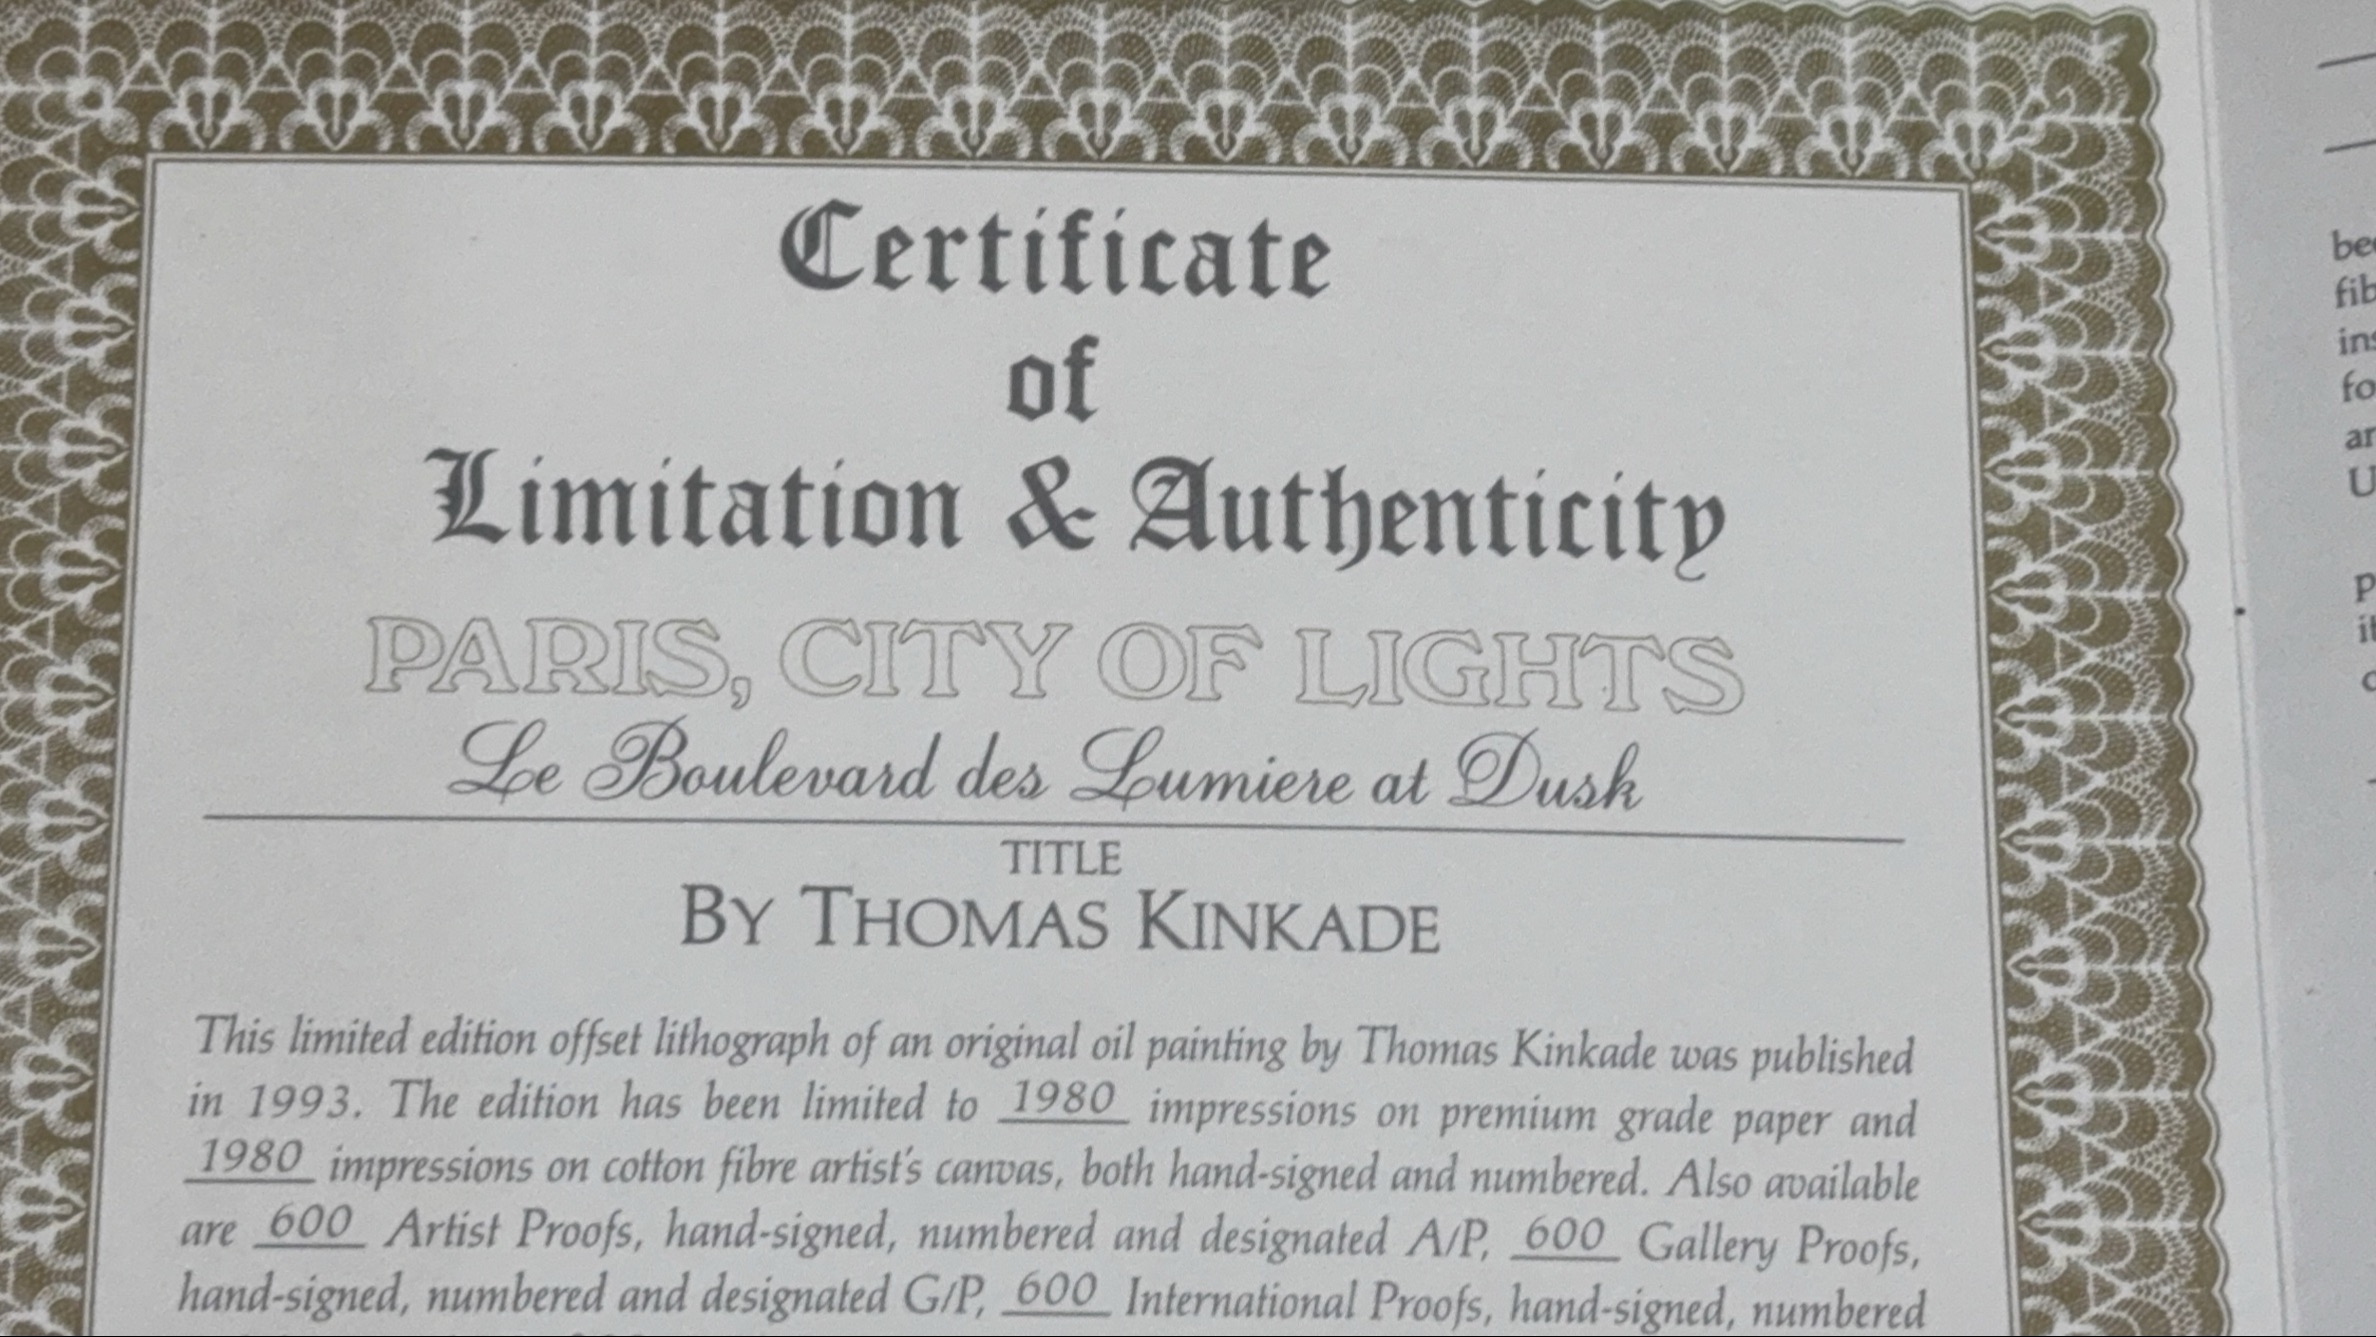 Certificate
of
Limitation & Authenticity
PARIS, CITY OF LIGHTS
Le Boulevard des Lumiere at Dusk
TITLE
BY THOMAS KINKADE
This limited edition offset lithograph of an original oil painting by Thomas Kinkade was published
in 1993. The edition has been limited to 1980 impressions on premium grade paper and
1980 impressions on cotton fibre artist's canvas, both hand-signed and numbered. Also available
are 600 Artist Proofs, hand-signed, numbered and designated A/P, 600 Gallery Proofs,
hand-signed, numbered and designated G/P, 600 International Proofs, hand-signed, numbered